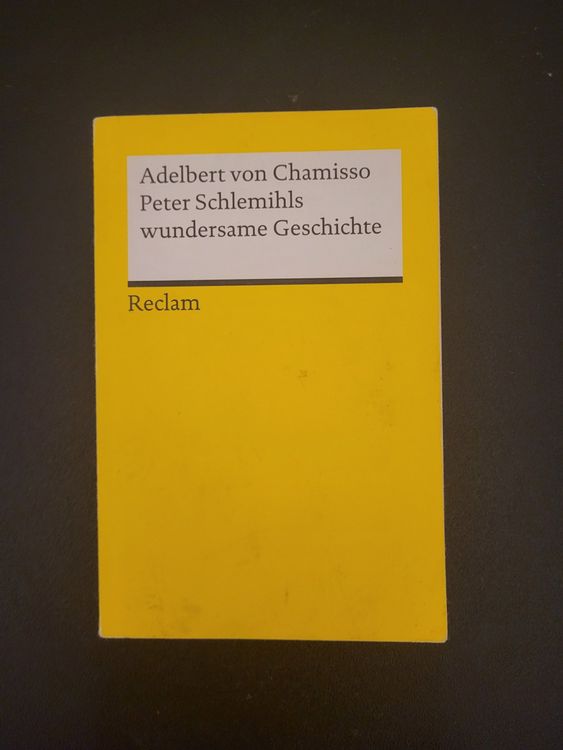 Adelbert von Chamisso
Peter Schlemihls
wundersame Geschichte
Reclam